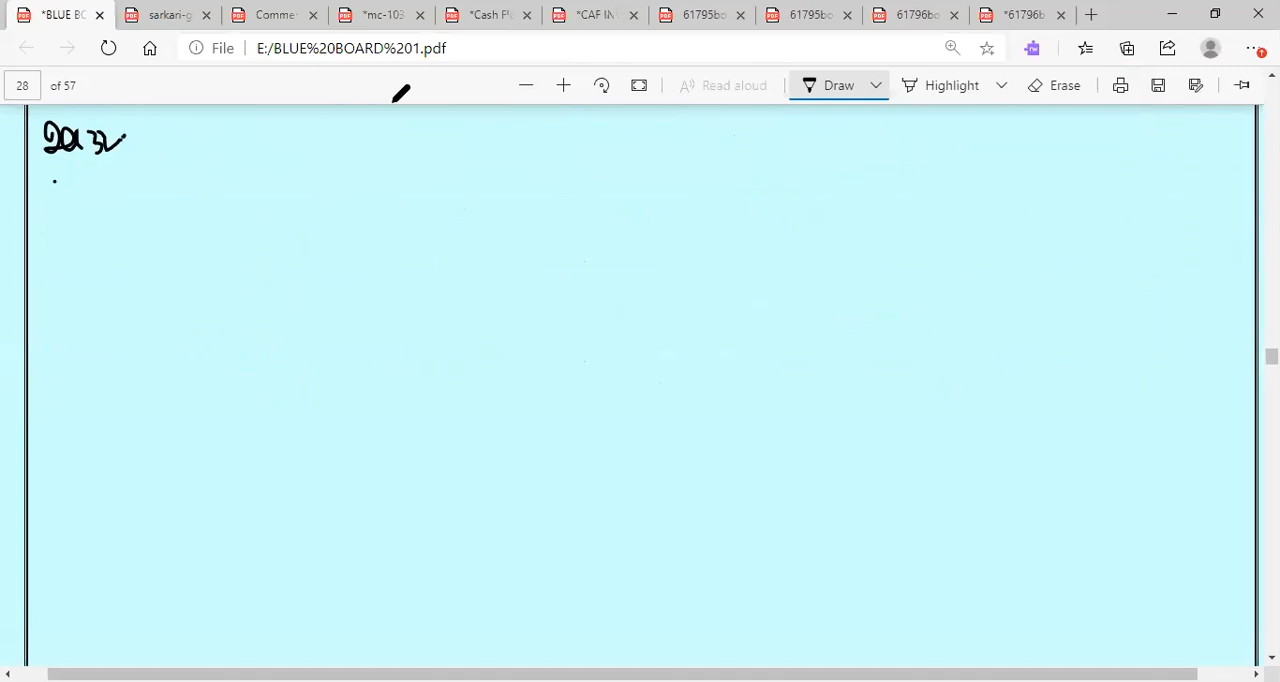 *BLUE BC
sarkari-g
Comme
*mc-103
*Cash F
*CAF IN
61795bo
61795bo
61796bo
*61796b
File
E:/BLUE%20BOARD%201.pdf
28 of 57
Read aloud
Draw
Highlight
Erase